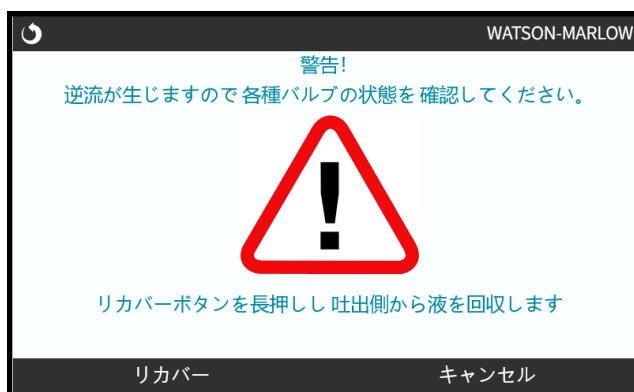 WATSON-MARLOW
警告!
逆流が生じますので各種バルブの状態を確認してください。
リカバーボタンを長押しし吐出側から液を回収します
リカバー
キャンセル